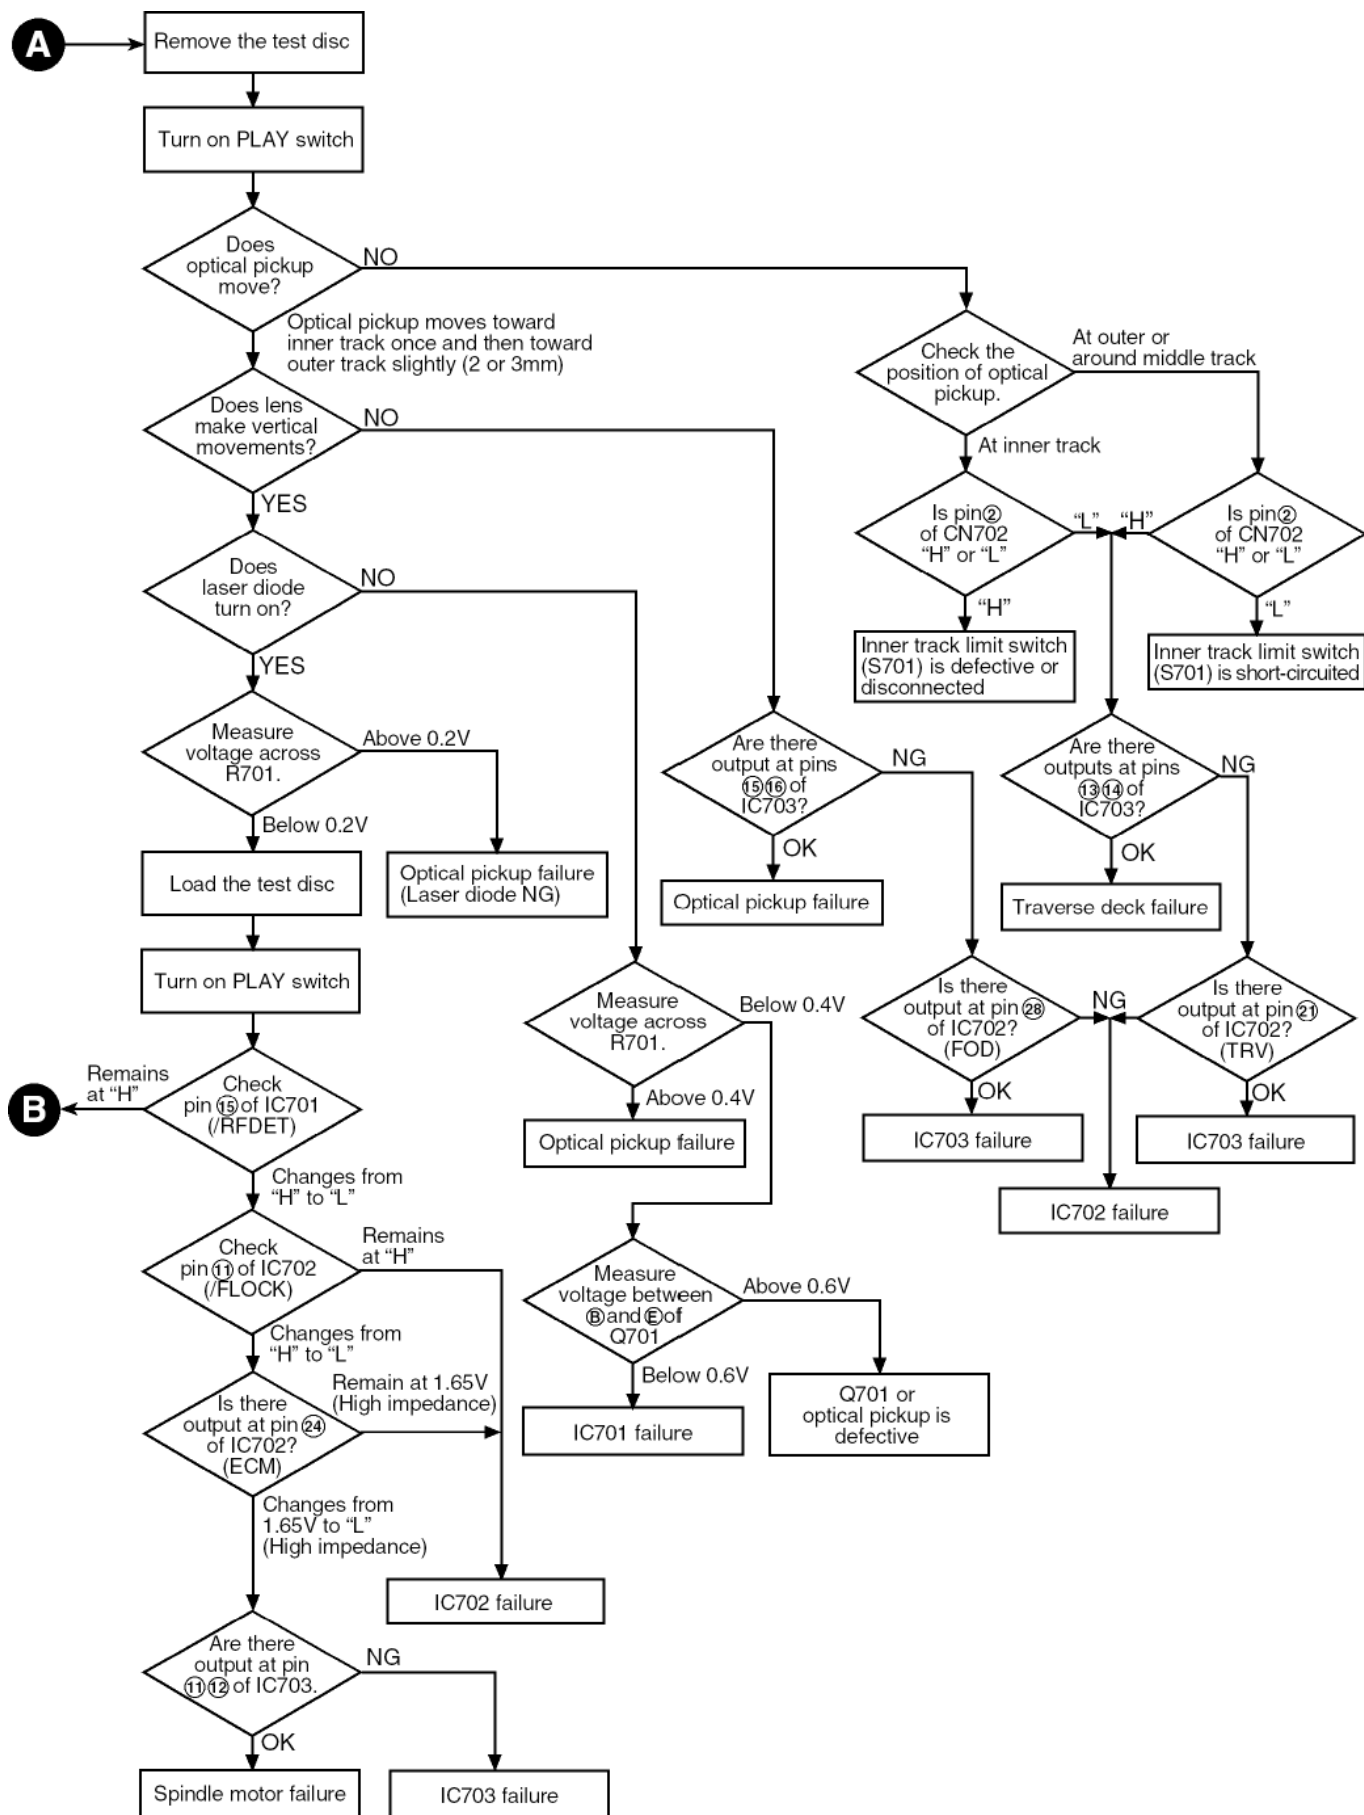 A
Remove the test disc
Turn on PLAY switch
Does
optical pickup
move?
NO
Optical pickup moves toward
inner track once and then toward
outer track slightly (2 or 3mm)
Check the
position of optical
pickup.
At outer or
around middle track
At inner track
Does lens
make vertical
movements?
NO
YES
Is pin②
of CN702
“H” or “L”
“L”
“H”
Is pin②
of CN702
“H” or “L”
“H”
“L”
Inner track limit switch
(S701) is defective or
disconnected
Inner track limit switch
(S701) is short-circuited
Does
laser diode
turn on?
NO
YES
Measure
voltage across
R701.
Above 0.2V
Below 0.2V
Optical pickup failure
(Laser diode NG)
Are there
output at pins
⑮⑯ of
IC703?
NG
OK
Optical pickup failure
Are there
outputs at pins
⑬⑭ of
IC703?
NG
OK
Traverse deck failure
Load the test disc
Turn on PLAY switch
Measure
voltage across
R701.
Below 0.4V
Above 0.4V
Optical pickup failure
Is there
output at pin ㉘
of IC702?
(FOD)
NG
OK
IC703 failure
Is there
output at pin ㉑
of IC702?
(TRV)
OK
IC703 failure
IC702 failure
Remains
at “H”
B
Check
pin ⑮ of IC701
(/RFDET)
Changes from
“H” to “L”
Check
pin ⑪ of IC702
(/FLOCK)
Remains
at “H”
Changes from
“H” to “L”
Measure
voltage between
Ⓑ and Ⓔ of
Q701
Above 0.6V
Below 0.6V
IC701 failure
Q701 or
optical pickup is
defective
Is there
output at pin ㉔
of IC702?
(ECM)
Remain at 1.65V
(High impedance)
Changes from
1.65V to “L”
(High impedance)
IC702 failure
Are there
output at pin
⑪⑫ of IC703.
NG
OK
Spindle motor failure
IC703 failure